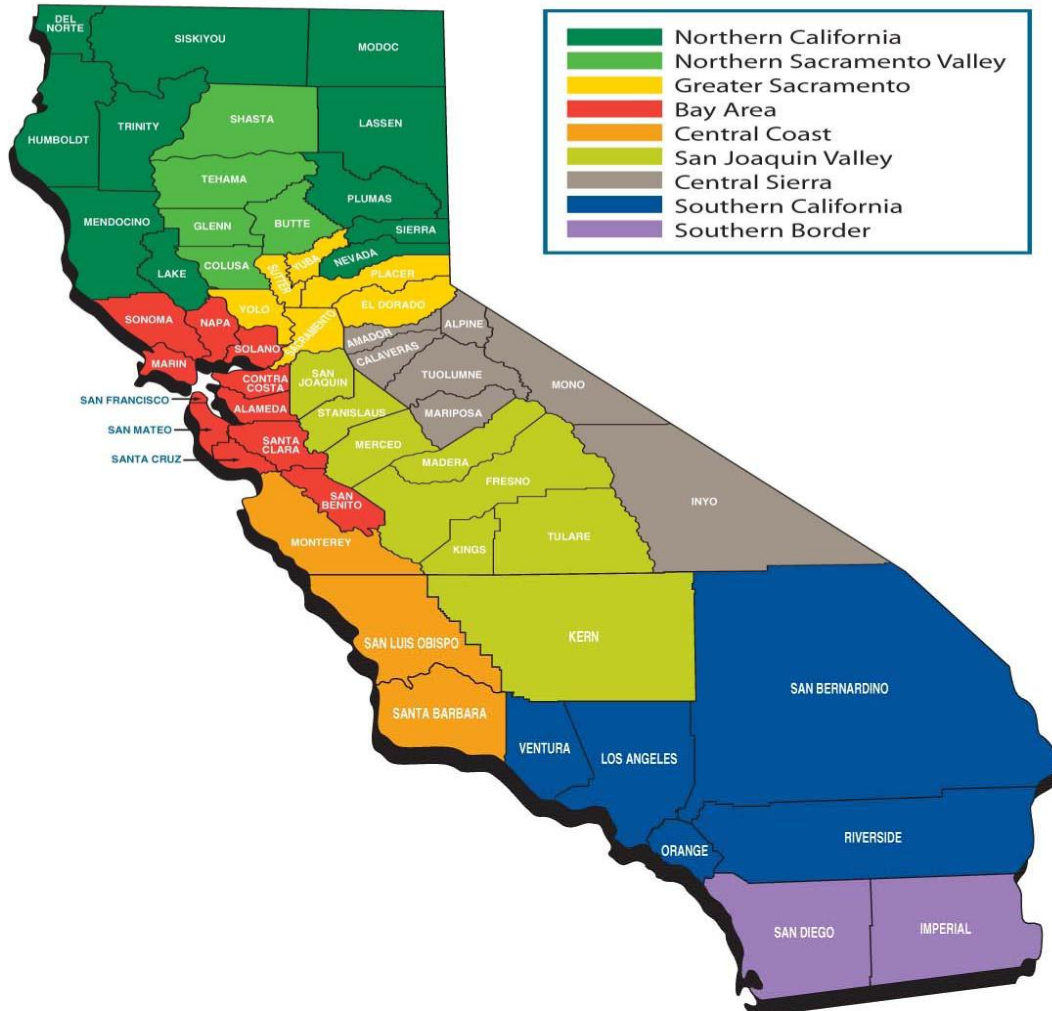 DEL
NORTE
SISKIYOU
MODOC
HUMBOLDT
TRINITY
SHASTA
LASSEN
TEHAMA
PLUMAS
MENDOCINO
GLENN
BUTTE
SIERRA
LAKE
COLUSA
SUTTER
YUBA
NEVADA
PLACER
SONOMA
NAPA
YOLO
EL DORADO
SACRAMENTO
SOLANO
AMADOR
ALPINE
MARIN
CALAVERAS
CONTRA
COSTA
SAN
JOAQUIN
TUOLUMNE
MONO
SAN FRANCISCO
ALAMEDA
STANISLAUS
MARIPOSA
SAN MATEO
SANTA
CLARA
MERCED
SANTA CRUZ
MADERA
FRESNO
SAN
BENITO
INYO
MONTEREY
KINGS
TULARE
SAN LUIS OBISPO
KERN
SAN BERNARDINO
SANTA BARBARA
VENTURA
LOS ANGELES
ORANGE
RIVERSIDE
SAN DIEGO
IMPERIAL
Northern California
Northern Sacramento Valley
Greater Sacramento
Bay Area
Central Coast
San Joaquin Valley
Central Sierra
Southern California
Southern Border